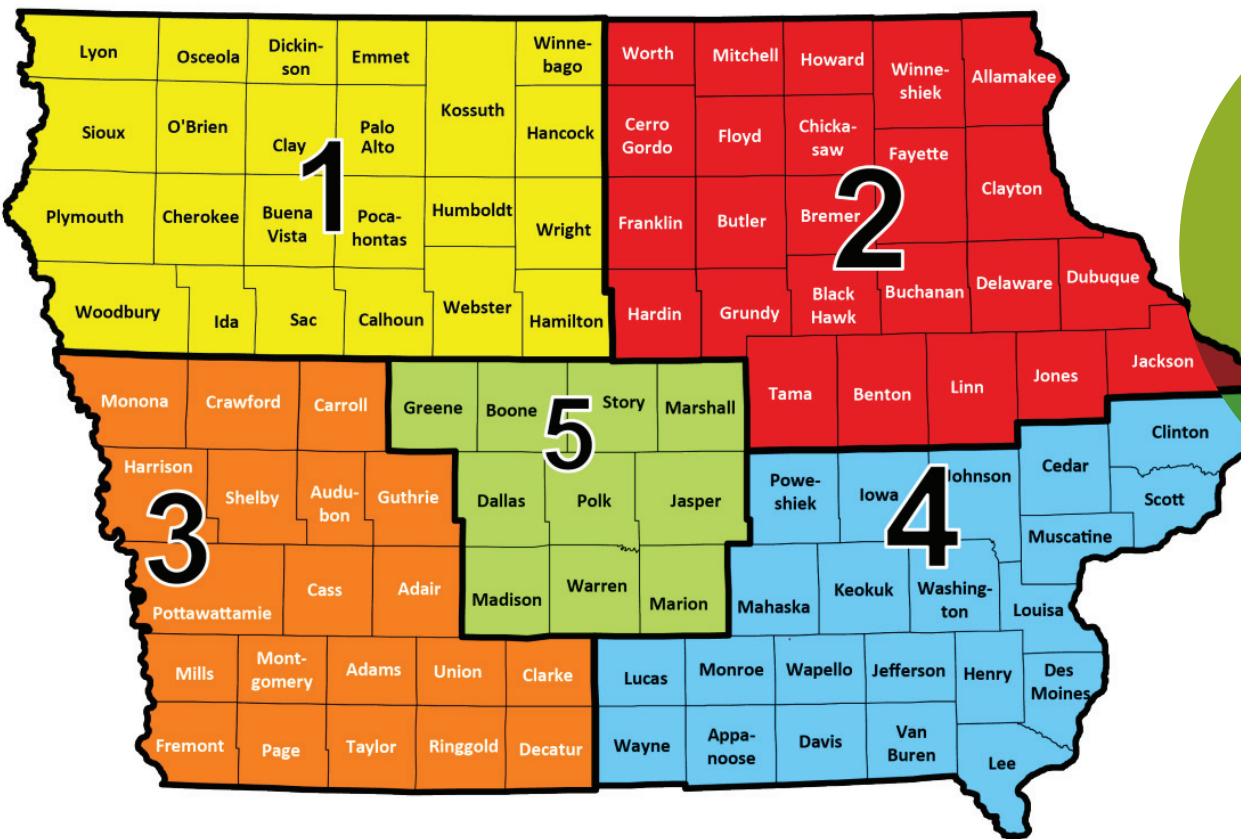 Lyon
Osceola
Dickin-
son
Emmet
Kossuth
Winne-
bago
Sioux
O'Brien
Clay
Palo
Alto
Hancock
1
Plymouth
Cherokee
Buena
Vista
Poca-
hontas
Humboldt
Wright
Woodbury
Ida
Sac
Calhoun
Webster
Hamilton
Worth
Mitchell
Howard
Winne-
shiek
Allamakee
Cerro
Gordo
Floyd
Chicka-
saw
Fayette
Clayton
2
Franklin
Butler
Bremer
Hardin
Grundy
Black
Hawk
Buchanan
Delaware
Dubuque
Tama
Benton
Linn
Jones
Jackson
Monona
Crawford
Carroll
Harrison
Shelby
Audu-
bon
Guthrie
3
Pottawattamie
Cass
Adair
Mills
Mont-
gomery
Adams
Union
Clarke
Fremont
Page
Taylor
Ringgold
Decatur
Greene
Boone
Story
Marshall
5
Dallas
Polk
Jasper
Madison
Warren
Marion
Clinton
Powe-
shiek
Iowa
Johnson
Cedar
Scott
4
Muscatine
Mahaska
Keokuk
Washing-
ton
Louisa
Lucas
Monroe
Wapello
Jefferson
Henry
Des
Moines
Wayne
Appa-
noose
Davis
Van
Buren
Lee